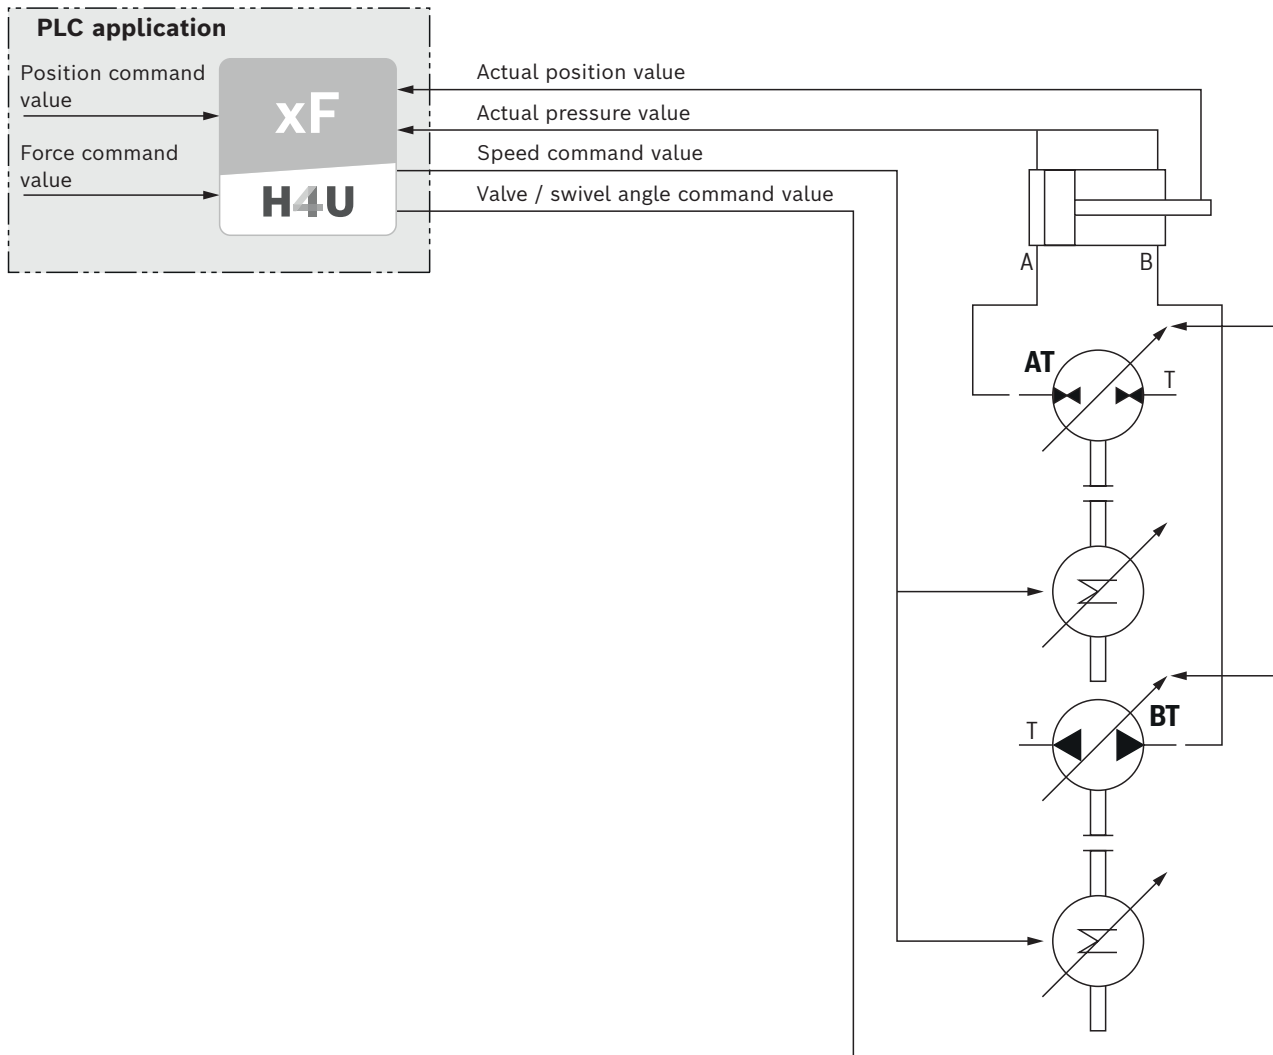 PLC application
Position command
value
Force command
value
xF
H4U
Actual position value
Actual pressure value
Speed command value
Valve / swivel angle command value
A
B
AT
T
M
T
BT
M